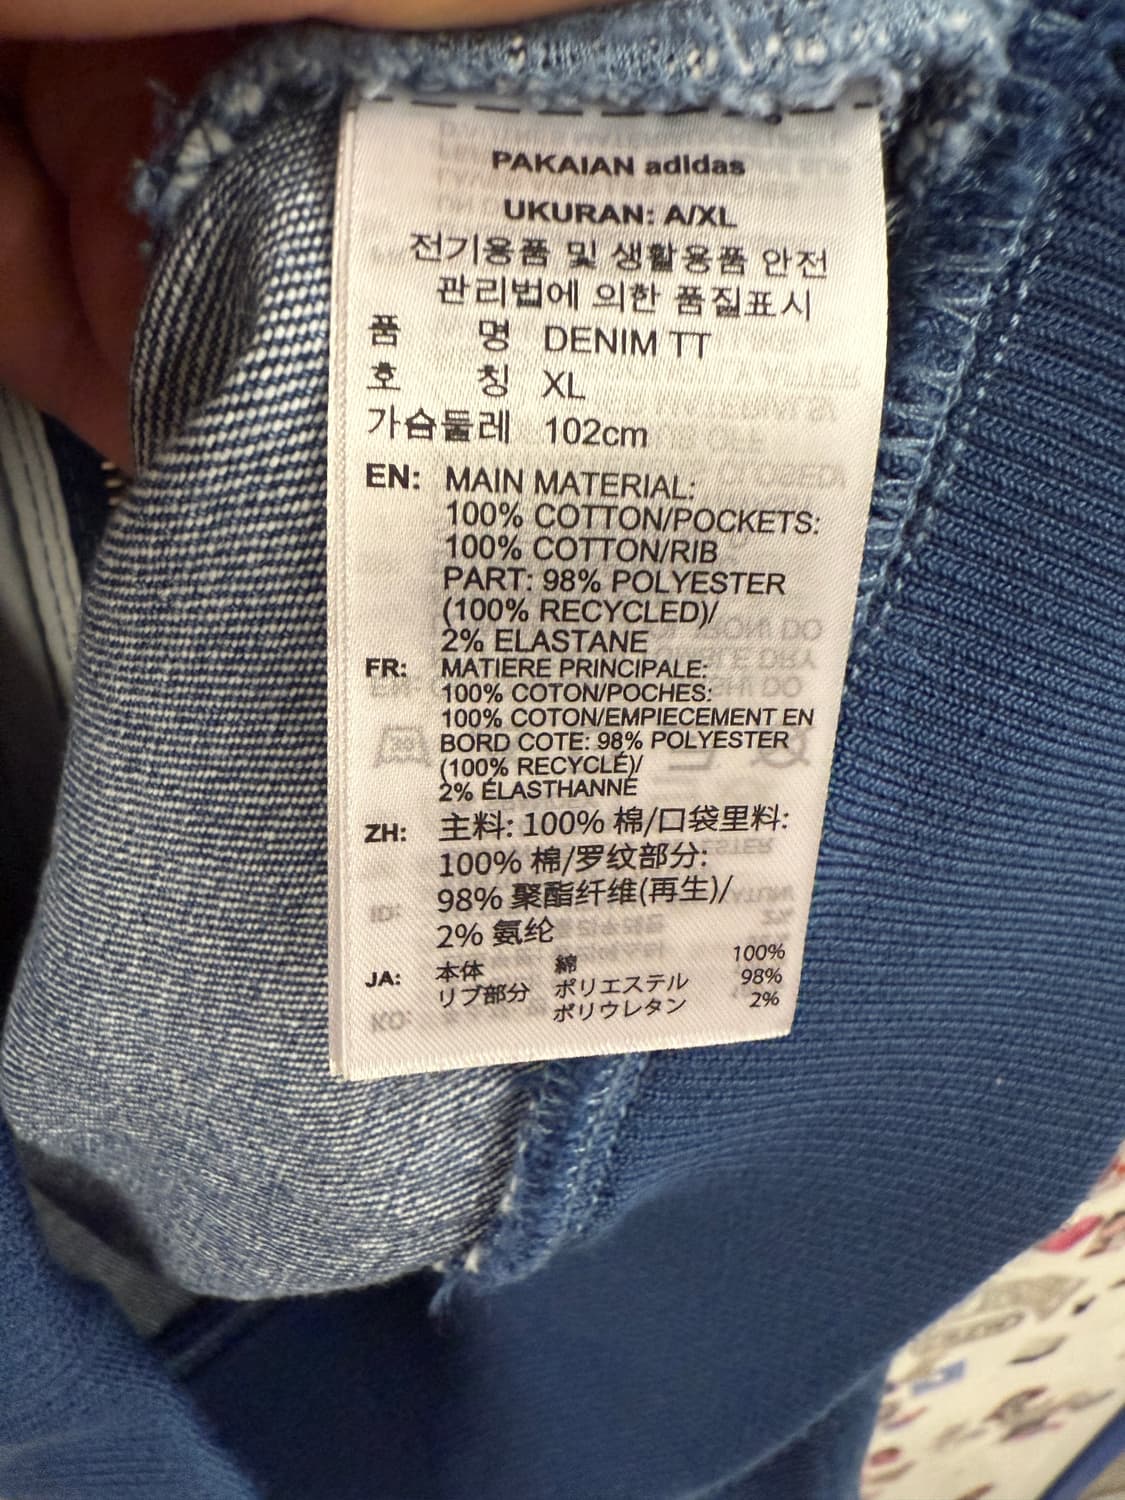 PAKAIAN adidas
UKURAN: A/XL
전기용품 및 생활용품 안전
관리법에 의한 품질표시
품 명 DENIM TT
호 칭 XL
가슴둘레 102cm
EN: MAIN MATERIAL:
100% COTTON/POCKETS:
100% COTTON/RIB
PART: 98% POLYESTER
(100% RECYCLED)/
2% ELASTANE
FR: MATIERE PRINCIPALE:
100% COTON/POCHES:
100% COTON/EMPIECEMENT EN
BORD COTE: 98% POLYESTER
(100% RECYCLÉ)/
2% ÉLASTHANNE
ZH: 主料: 100% 棉/口袋里料:
100% 棉/罗纹部分:
98% 聚酯纤维(再生)/
2% 氨纶
JA: 本体 綿 100%
リブ部分 ポリエステル 98%
ポリウレタン 2%